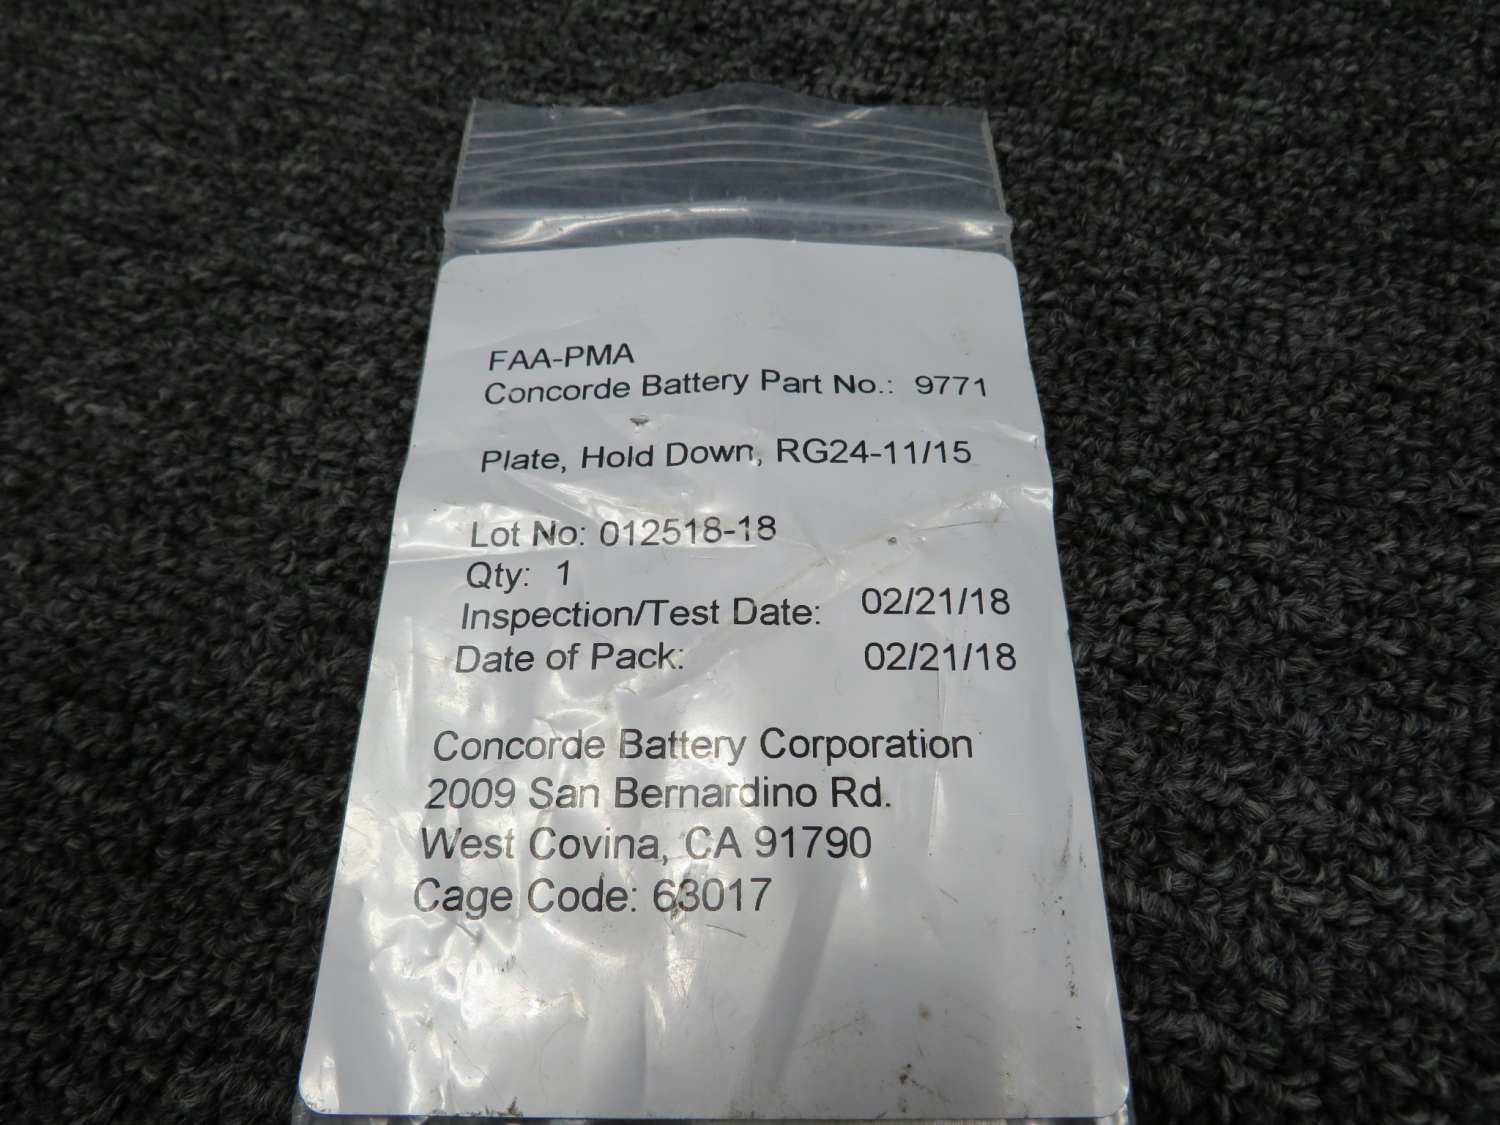 FAA-PMA
Concorde Battery Part No.: 9771
Plate, Hold Down, RG24-11/15
Lot No: 012518-18
Qty: 1
Inspection/Test Date: 02/21/18
Date of Pack: 02/21/18
Concorde Battery Corporation
2009 San Bernardino Rd.
West Covina, CA 91790
Cage Code: 63017